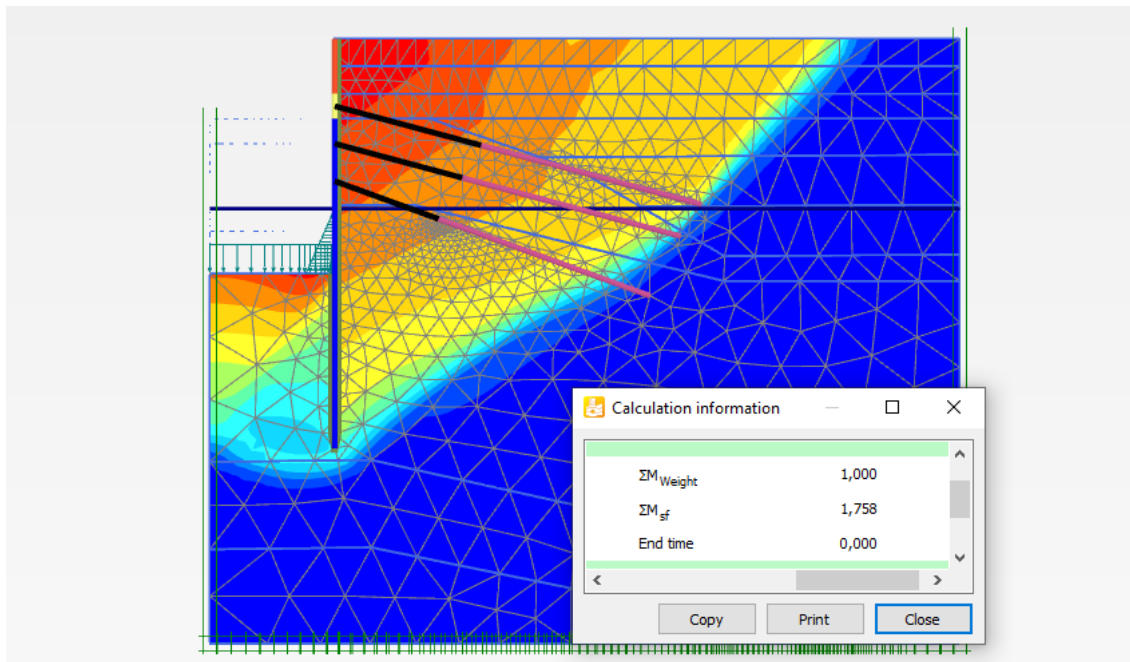 Calculation information
ΣMWeight 1,000
ΣMsf 1,758
End time 0,000
Copy Print Close